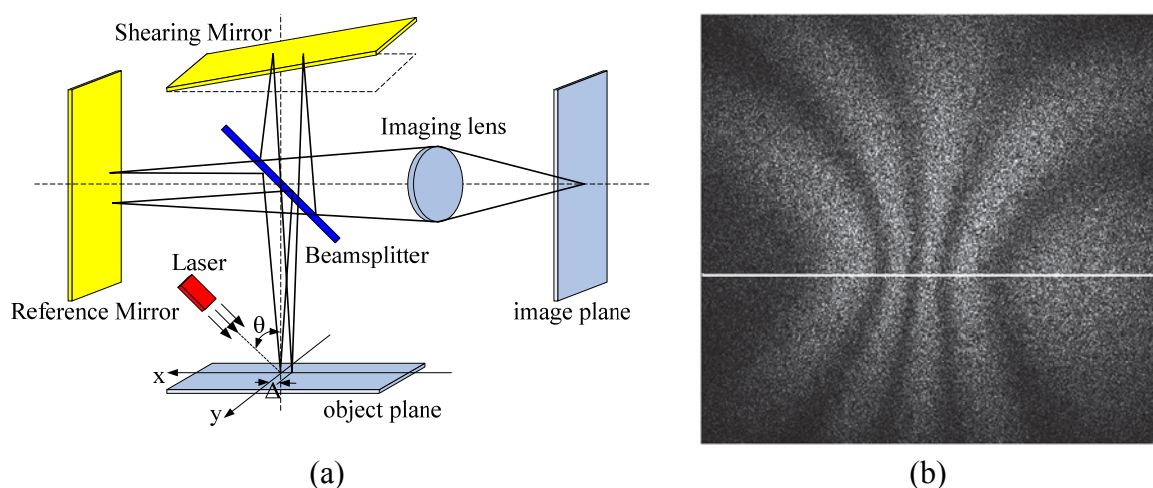 Shearing Mirror
Imaging lens
Beamsplitter
Laser
Reference Mirror
image plane
θ
x
Δ
y
object plane
(a)
(b)